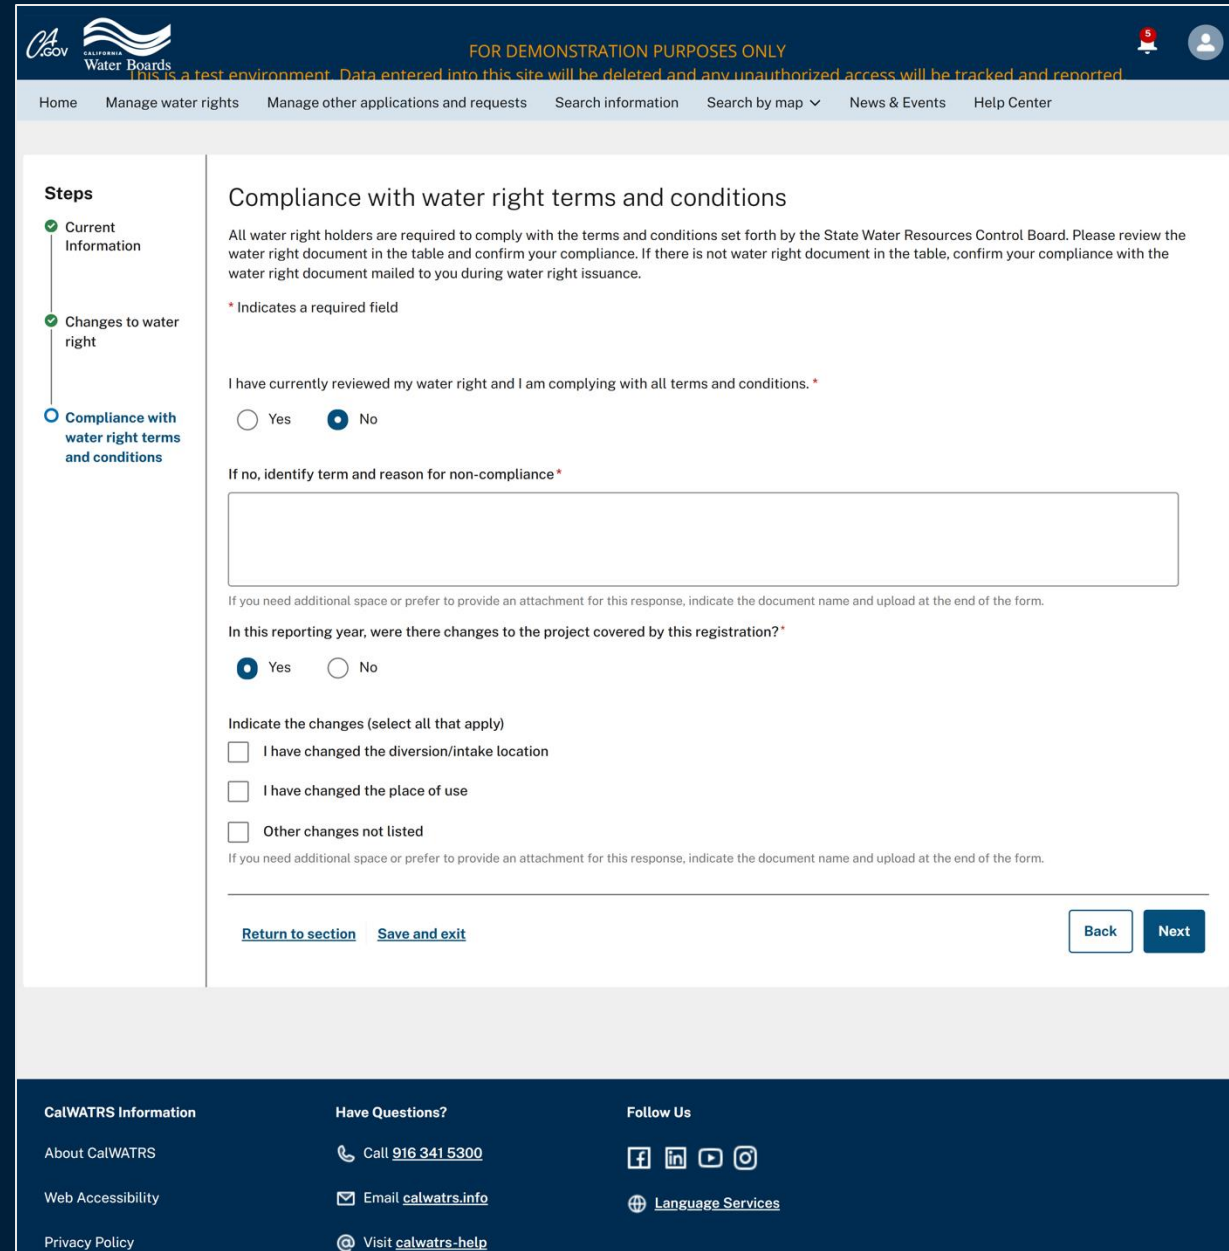 CA
.GOV
CALIFORNIA
Water Boards
FOR DEMONSTRATION PURPOSES ONLY
This is a test environment. Data entered into this site will be deleted and any unauthorized access will be tracked and reported.
5
Home Manage water rights Manage other applications and requests Search information Search by map News & Events Help Center
Steps
Current
Information
Changes to water
right
Compliance with
water right terms
and conditions
Compliance with water right terms and conditions
All water right holders are required to comply with the terms and conditions set forth by the State Water Resources Control Board. Please review the
water right document in the table and confirm your compliance. If there is not water right document in the table, confirm your compliance with the
water right document mailed to you during water right issuance.
* Indicates a required field
I have currently reviewed my water right and I am complying with all terms and conditions. *
Yes No
If no, identify term and reason for non-compliance*
If you need additional space or prefer to provide an attachment for this response, indicate the document name and upload at the end of the form.
In this reporting year, were there changes to the project covered by this registration?*
Yes No
Indicate the changes (select all that apply)
I have changed the diversion/intake location
I have changed the place of use
Other changes not listed
If you need additional space or prefer to provide an attachment for this response, indicate the document name and upload at the end of the form.
Return to section Save and exit Back Next
CalWATRS Information
About CalWATRS
Web Accessibility
Privacy Policy
Have Questions?
Call 916 341 5300
Email calwatrs.info
Visit calwatrs-help
Follow Us
Language Services